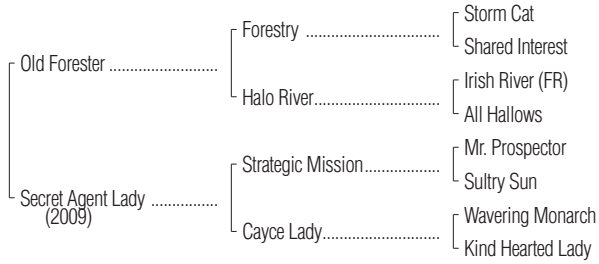 Storm Cat
Forestry ..............................
Shared Interest
Old Forester ........................
Irish River (FR)
Halo River............................
All Hallows
Mr. Prospector
Strategic Mission.................
Sultry Sun
Secret Agent Lady ...............
(2009)
Wavering Monarch
Cayce Lady..........................
Kind Hearted Lady